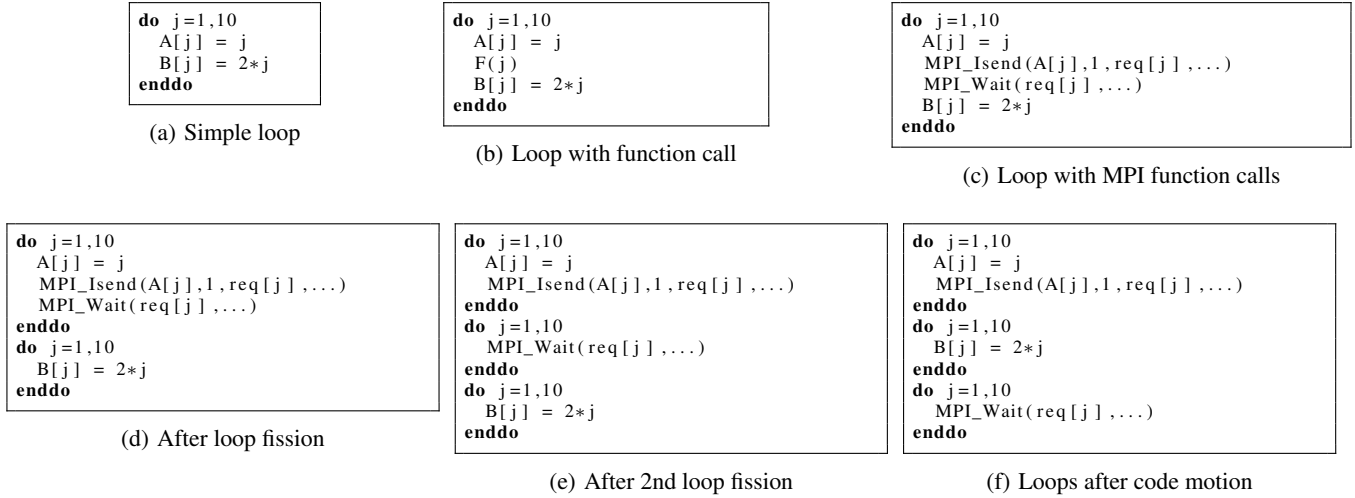 do j=1,10
A[j] = j
B[j] = 2*j
enddo
(a) Simple loop
do j=1,10
A[j] = j
F(j)
B[j] = 2*j
enddo
(b) Loop with function call
do j=1,10
A[j] = j
MPI_Isend(A[j],1,req[j],...)
MPI_Wait(req[j],...)
B[j] = 2*j
enddo
(c) Loop with MPI function calls
do j=1,10
A[j] = j
MPI_Isend(A[j],1,req[j],...)
MPI_Wait(req[j],...)
enddo
do j=1,10
B[j] = 2*j
enddo
(d) After loop fission
do j=1,10
A[j] = j
MPI_Isend(A[j],1,req[j],...)
enddo
do j=1,10
MPI_Wait(req[j],...)
enddo
do j=1,10
B[j] = 2*j
enddo
(e) After 2nd loop fission
do j=1,10
A[j] = j
MPI_Isend(A[j],1,req[j],...)
enddo
do j=1,10
B[j] = 2*j
enddo
do j=1,10
MPI_Wait(req[j],...)
enddo
(f) Loops after code motion